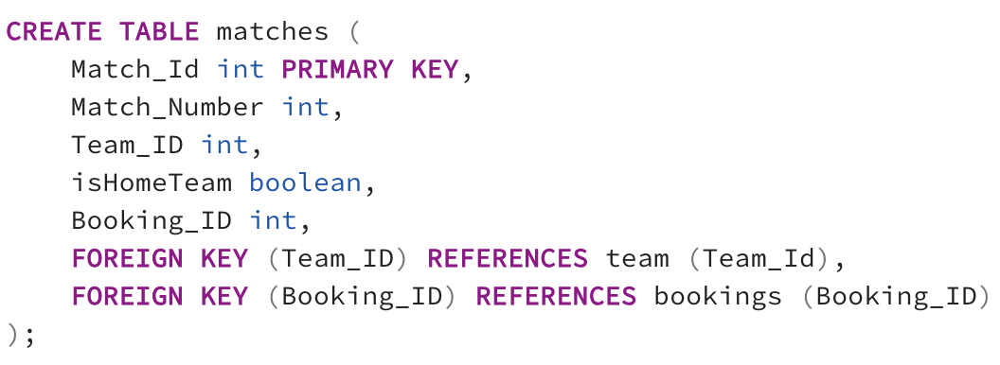 CREATE TABLE matches (
    Match_Id int PRIMARY KEY,
    Match_Number int,
    Team_ID int,
    isHomeTeam boolean,
    Booking_ID int,
    FOREIGN KEY (Team_ID) REFERENCES team (Team_Id),
    FOREIGN KEY (Booking_ID) REFERENCES bookings (Booking_ID)
);